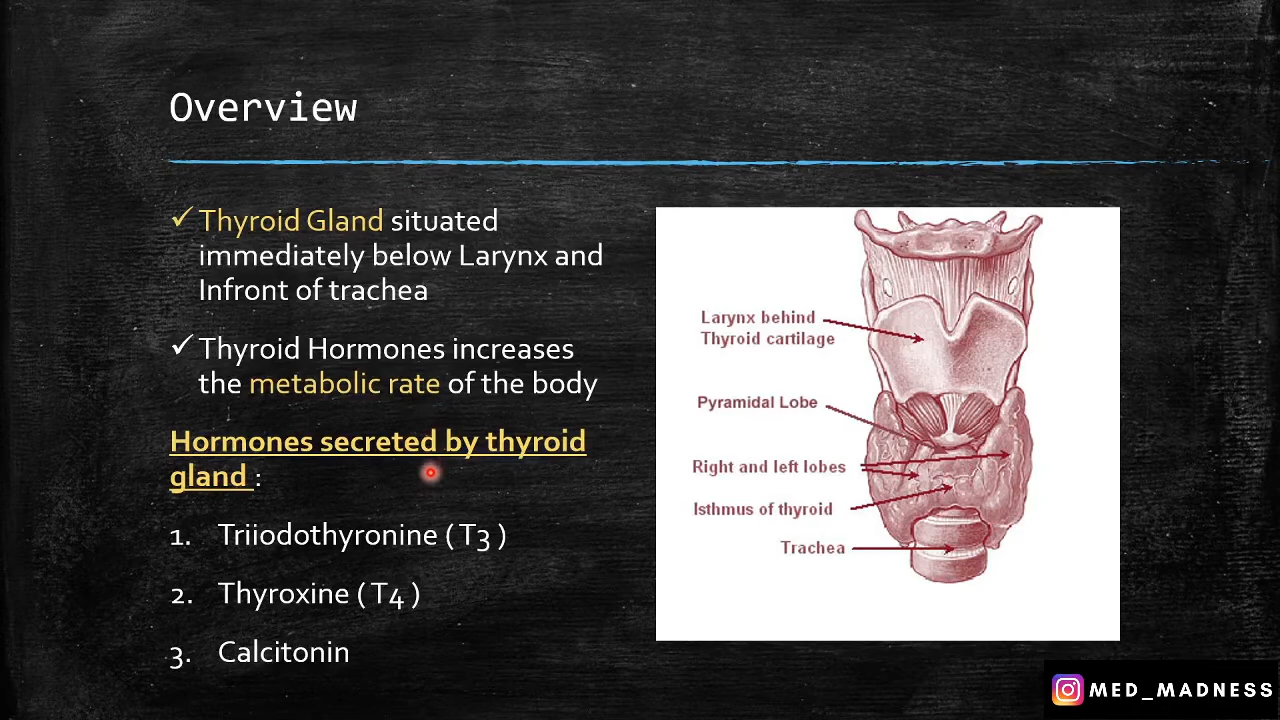 Overview
Thyroid Gland situated
immediately below Larynx and
Infront of trachea
Thyroid Hormones increases
the metabolic rate of the body
Hormones secreted by thyroid
gland :
1. Triiodothyronine ( T3 )
2. Thyroxine ( T4 )
3. Calcitonin
Larynx behind
Thyroid cartilage
Pyramidal Lobe
Right and left lobes
Isthmus of thyroid
Trachea
MED_MADNESS